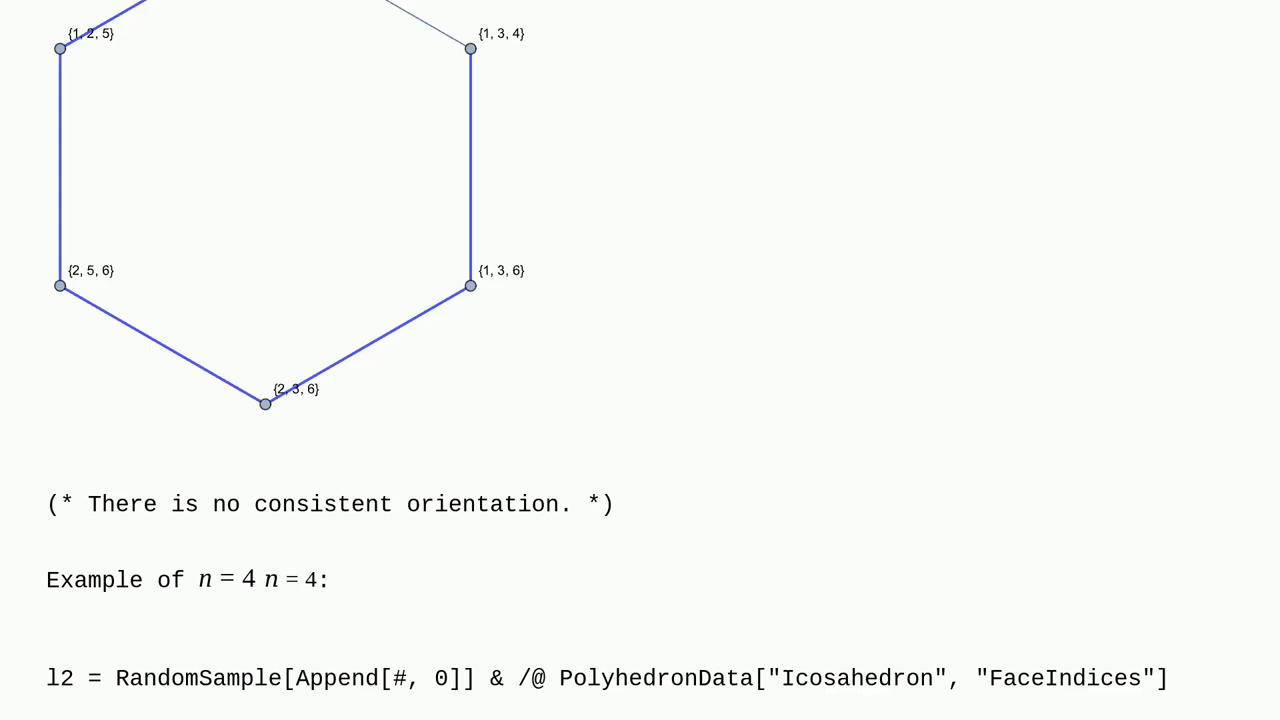 {1, 2, 5}
{1, 3, 4}
{2, 5, 6}
{1, 3, 6}
{2, 3, 6}
(* There is no consistent orientation. *)
Example of n = 4 n = 4:
l2 = RandomSample[Append[#, 0]] & /@ PolyhedronData["Icosahedron", "FaceIndices"]